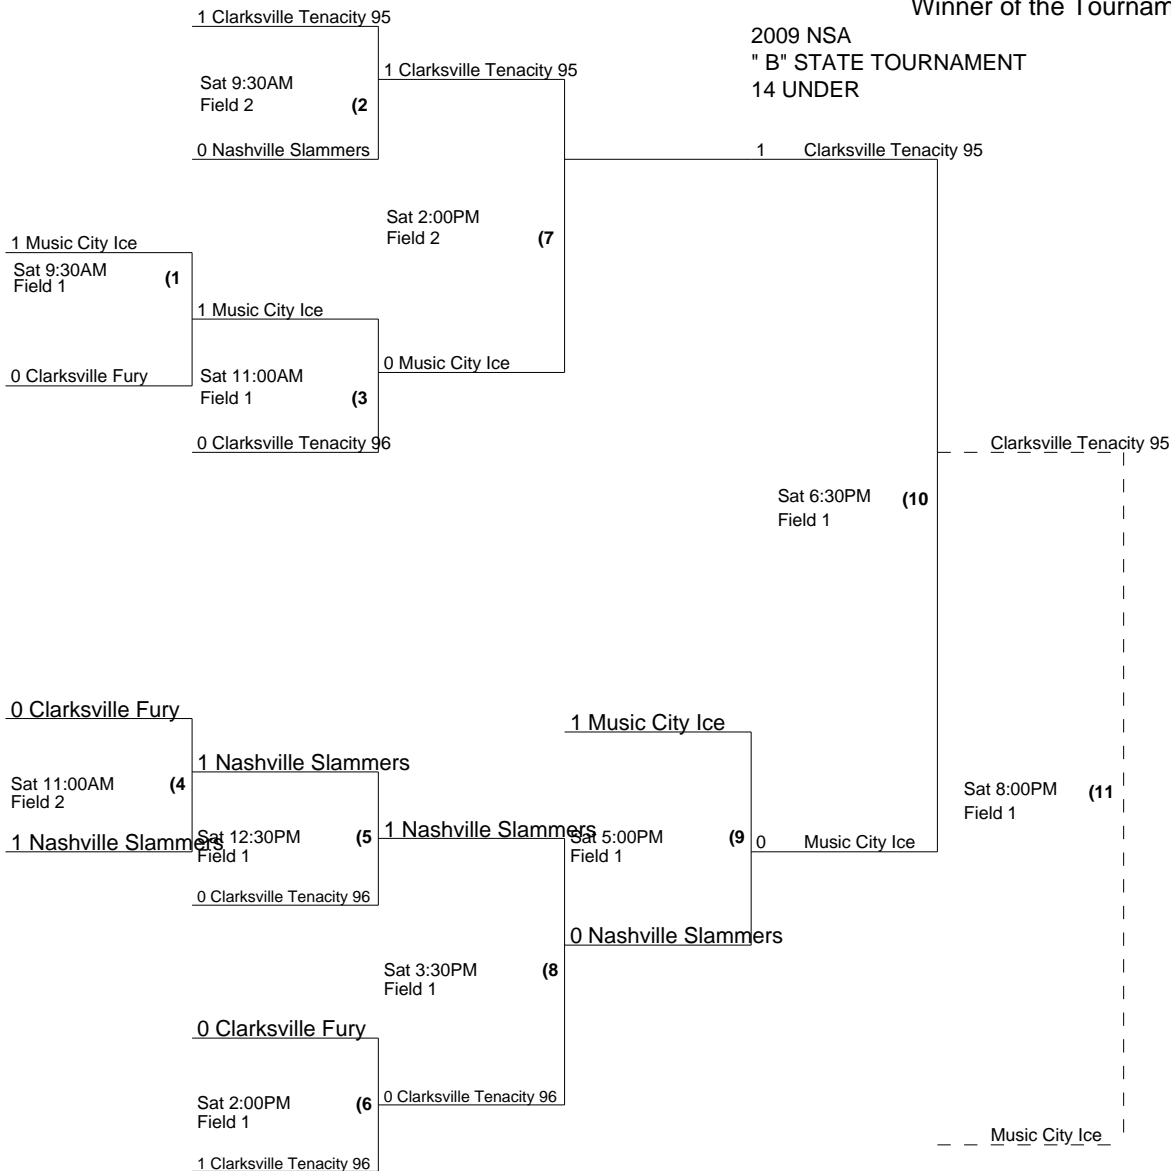 1 Clarksville Tenacity 95
Winner of the Tournam
2009 NSA
" B" STATE TOURNAMENT
14 UNDER
1 Clarksville Tenacity 95
Sat 9:30AM
Field 2 (2
0 Nashville Slammers
1 Clarksville Tenacity 95
Sat 2:00PM
Field 2 (7
1 Music City Ice
Sat 9:30AM
Field 1 (1
1 Music City Ice
0 Music City Ice
0 Clarksville Fury
Sat 11:00AM
Field 1 (3
0 Clarksville Tenacity 96
Clarksville Tenacity 95
Sat 6:30PM (10
Field 1
0 Clarksville Fury
1 Music City Ice
1 Nashville Slammers
Sat 11:00AM (4
Field 2
Sat 8:00PM (11
Field 1
1 Nashville Slammers
Sat 12:30PM (5
Field 1
1 Nashville Slammers
Sat 5:00PM (9
Field 1
0 Music City Ice
0 Clarksville Tenacity 96
0 Nashville Slammers
Sat 3:30PM (8
Field 1
0 Clarksville Fury
0 Clarksville Tenacity 96
Sat 2:00PM (6
Field 1
Music City Ice
1 Clarksville Tenacity 96